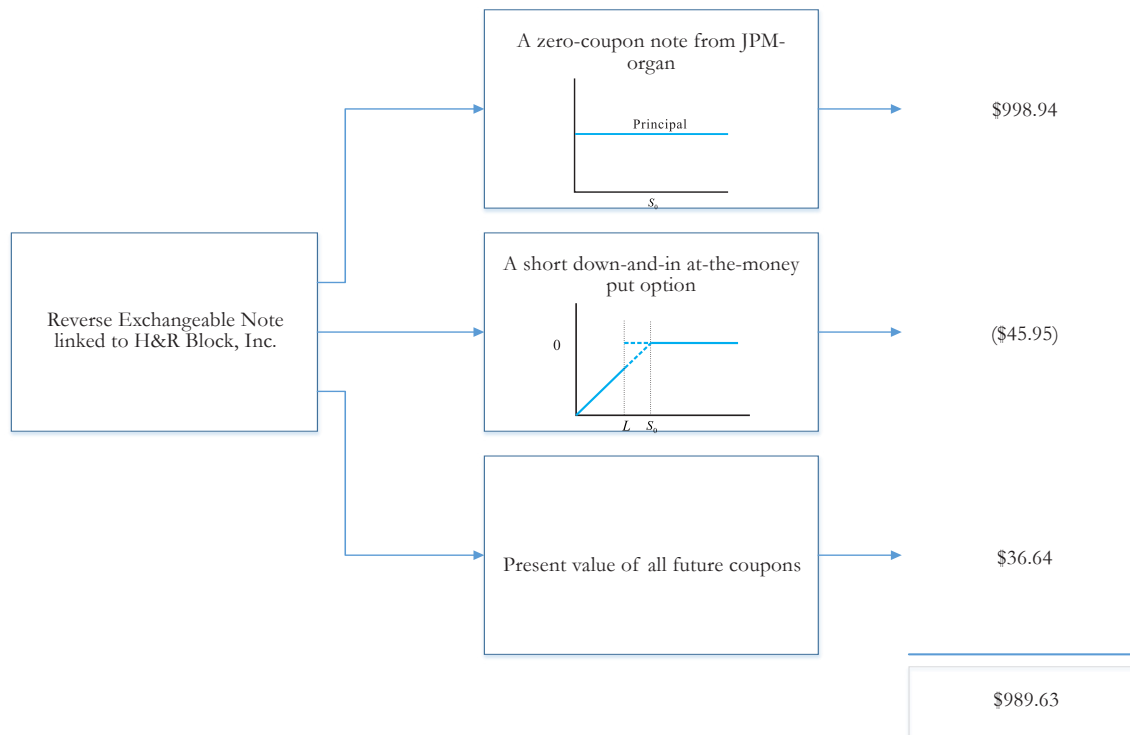 A zero-coupon note from JPM-
organ
Principal
S₀
$998.94
Reverse Exchangeable Note
linked to H&R Block, Inc.
A short down-and-in at-the-money
put option
0
L S₀
($45.95)
Present value of all future coupons
$36.64
$989.63